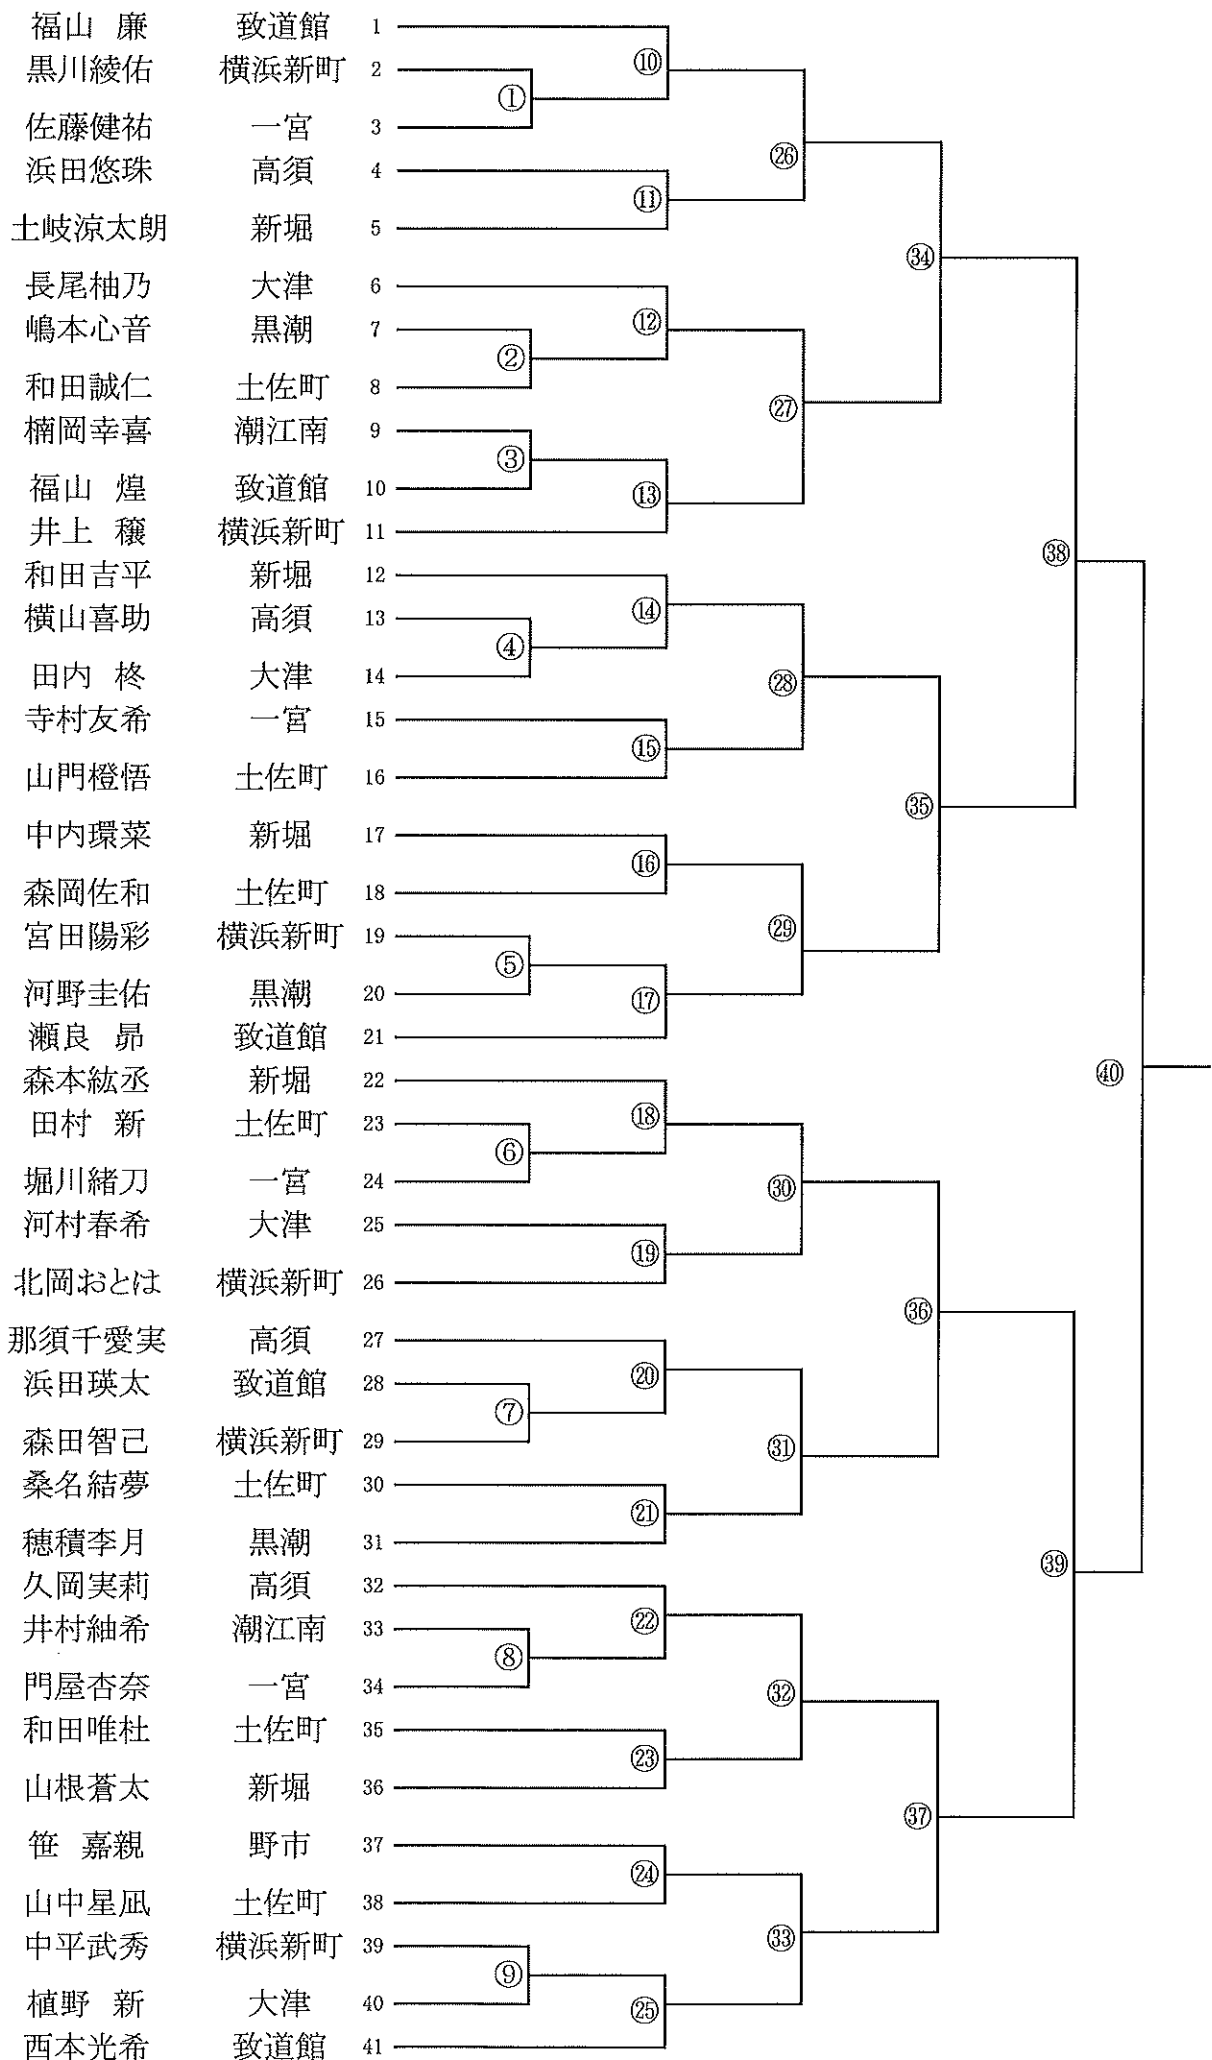 福山 廉 致道館 1
⑩
黒川綾佑 横浜新町 2
①
佐藤健祐 一宮 3
㉖
浜田悠珠 高須 4
⑪
土岐涼太朗 新堀 5
㉞
長尾柚乃 大津 6
⑫
嶋本心音 黒潮 7
②
和田誠仁 土佐町 8
㉗
楠岡幸喜 潮江南 9
③
福山 煌 致道館 10
⑬
井上 穣 横浜新町 11
㊳
和田吉平 新堀 12
⑭
横山喜助 高須 13
④
田内 柊 大津 14
㉘
寺村友希 一宮 15
⑮
山門橙悟 土佐町 16
㉟
中内環菜 新堀 17
⑯
森岡佐和 土佐町 18
㉙
宮田陽彩 横浜新町 19
⑤
河野圭佑 黒潮 20
⑰
瀬良 昴 致道館 21
㊵
森本紘丞 新堀 22
⑱
田村 新 土佐町 23
⑥
堀川緒刀 一宮 24
㉚
河村春希 大津 25
⑲
北岡おとは 横浜新町 26
㊱
那須千愛実 高須 27
⑳
浜田瑛太 致道館 28
⑦
森田智己 横浜新町 29
㉛
桑名結夢 土佐町 30
㉑
穂積李月 黒潮 31
㊴
久岡実莉 高須 32
㉒
井村紬希 潮江南 33
⑧
門屋杏奈 一宮 34
㉜
和田唯杜 土佐町 35
㉓
山根蒼太 新堀 36
㊲
笹 嘉親 野市 37
㉔
山中星凪 土佐町 38
㉝
中平武秀 横浜新町 39
⑨
植野 新 大津 40
㉕
西本光希 致道館 41